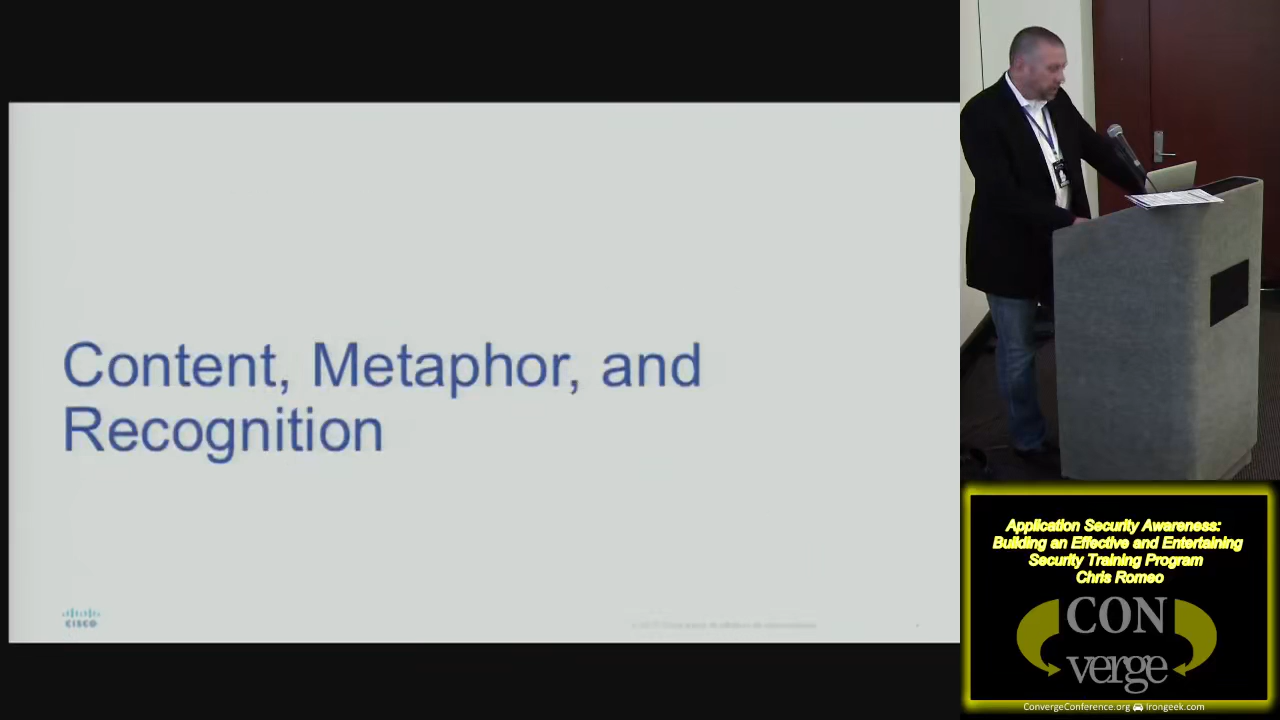 Content, Metaphor, and
Recognition
CISCO
Application Security Awareness:
Building an Effective and Entertaining
Security Training Program
Chris Romeo
CON
verge
ConvergeConference.org Irongeek.com